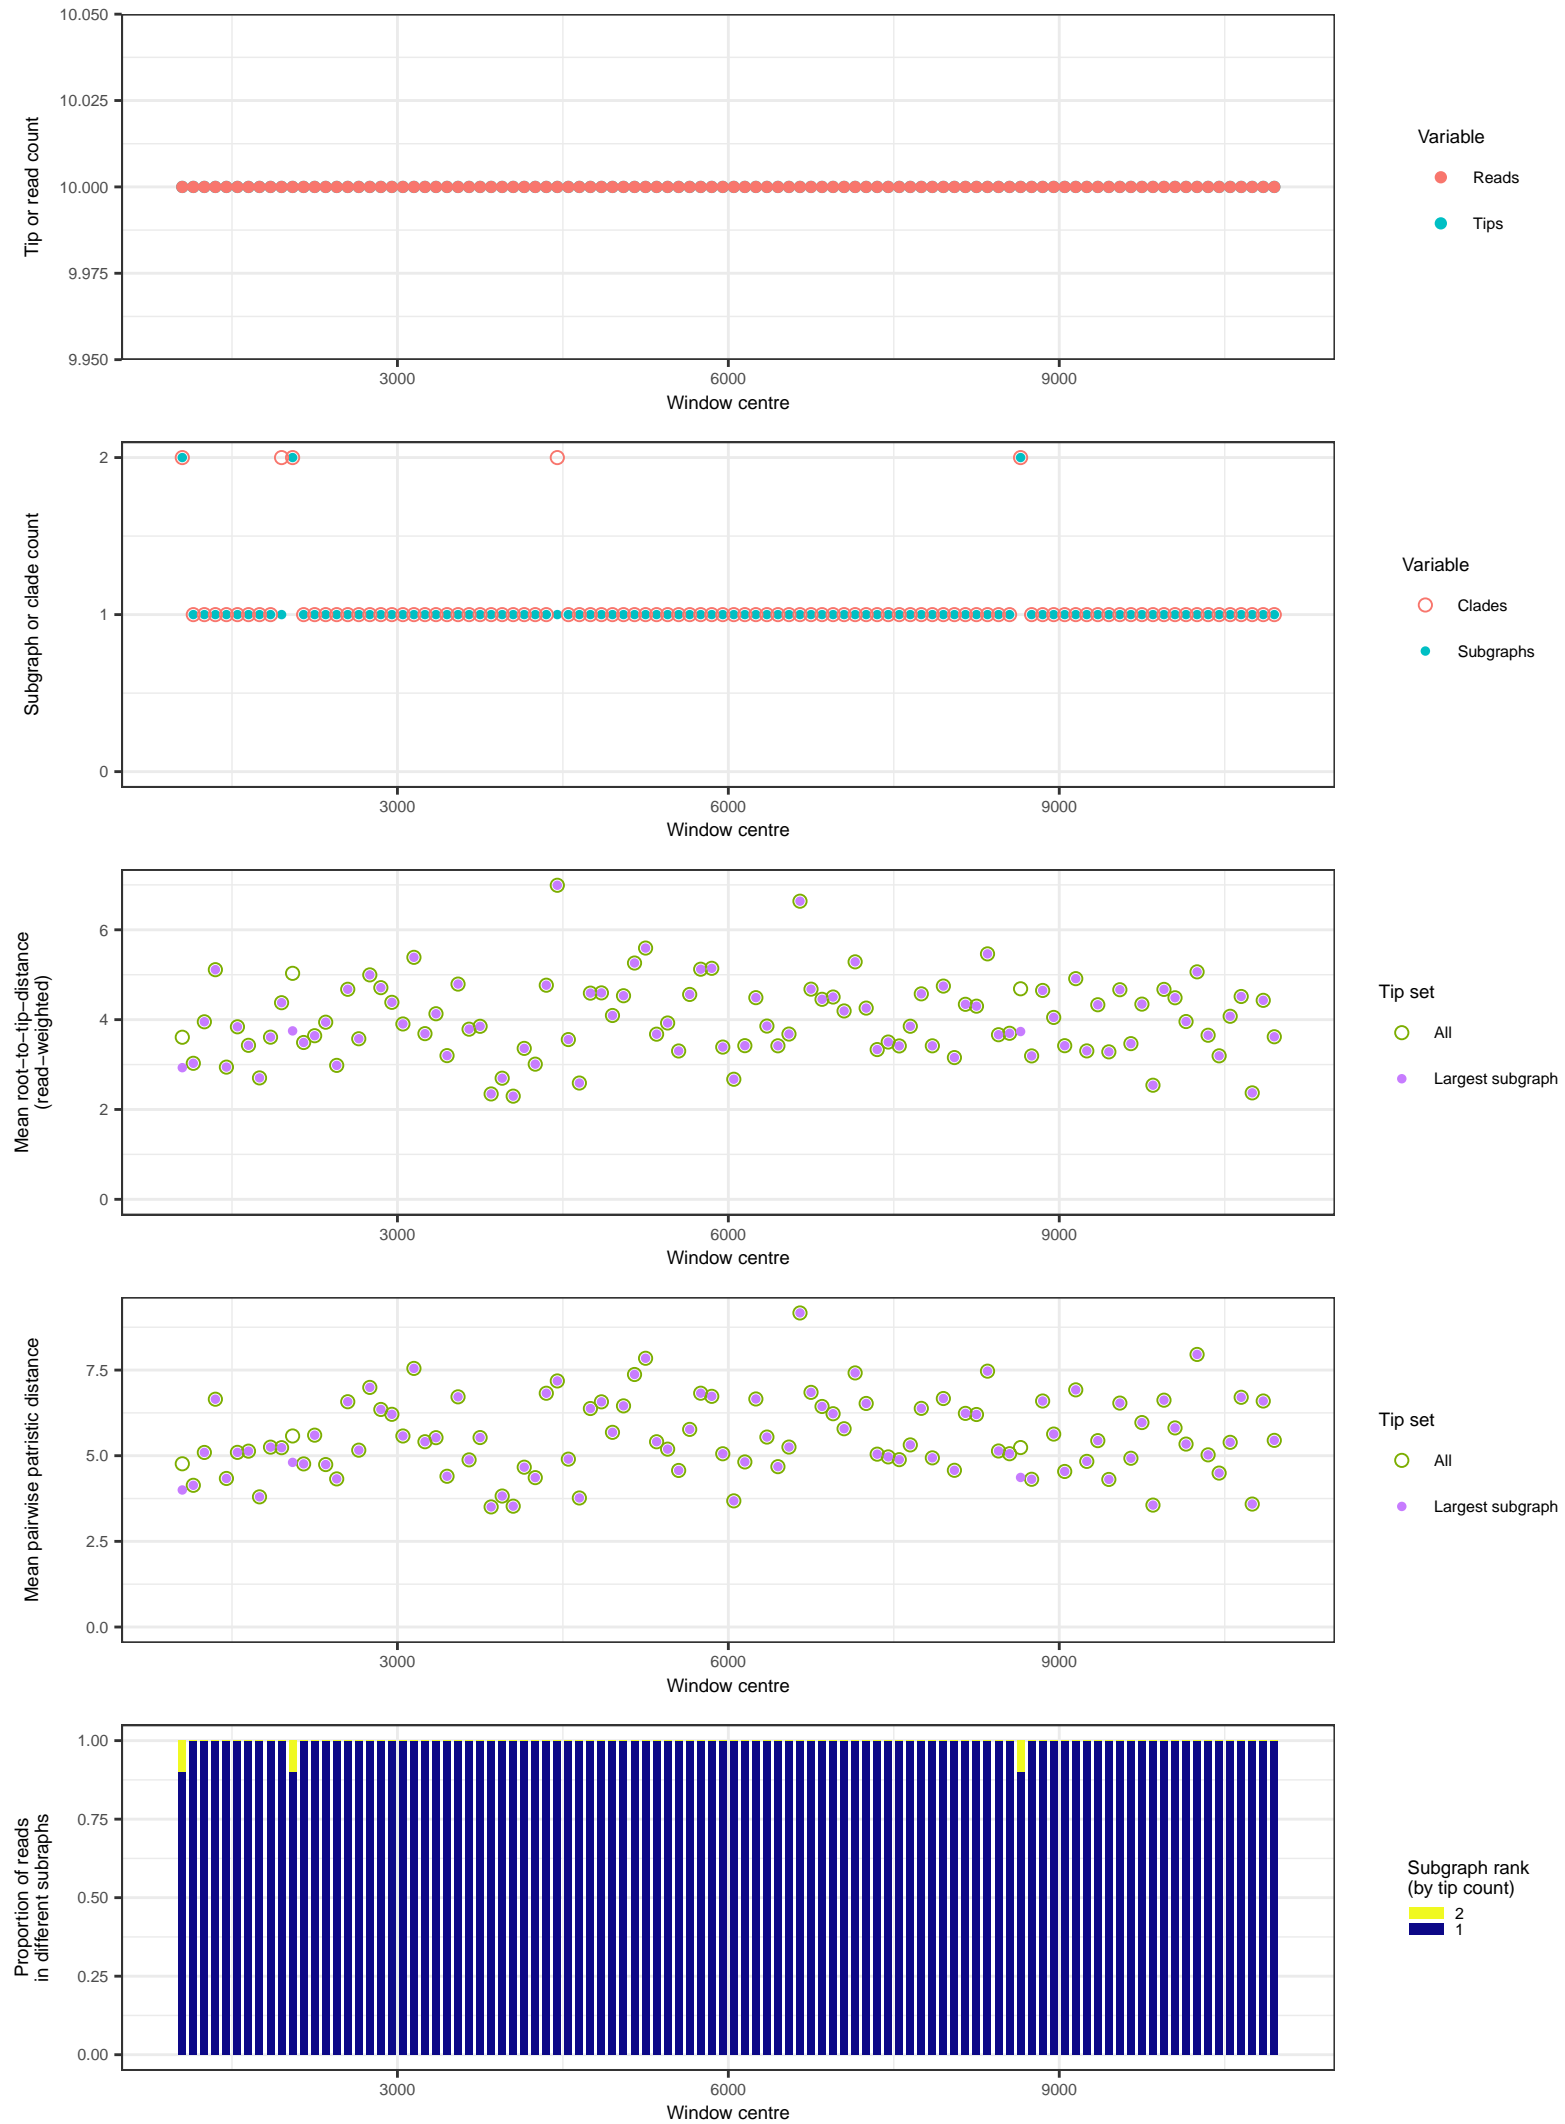 10.050
10.025
10.000
9.975
9.950
Tip or read count
3000 6000 9000
Window centre
Variable
Reads
Tips
2
1
0
Subgraph or clade count
3000 6000 9000
Window centre
Variable
Clades
Subgraphs
6
4
2
0
Mean root−to−tip−distance
(read−weighted)
3000 6000 9000
Window centre
Tip set
All
Largest subgraph
7.5
5.0
2.5
0.0
Mean pairwise patristic distance
3000 6000 9000
Window centre
Tip set
All
Largest subgraph
1.00
0.75
0.50
0.25
0.00
Proportion of reads
in different subraphs
3000 6000 9000
Window centre
Subgraph rank
(by tip count)
2
1